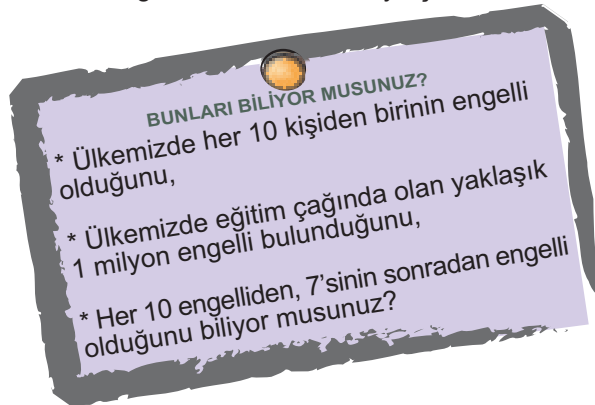 BUNLARI BİLİYOR MUSUNUZ?
* Ülkemizde her 10 kişiden birinin engelli
olduğunu,
* Ülkemizde eğitim çağında olan yaklaşık
1 milyon engelli bulunduğunu,
* Her 10 engelliden, 7’sinin sonradan engelli
olduğunu biliyor musunuz?